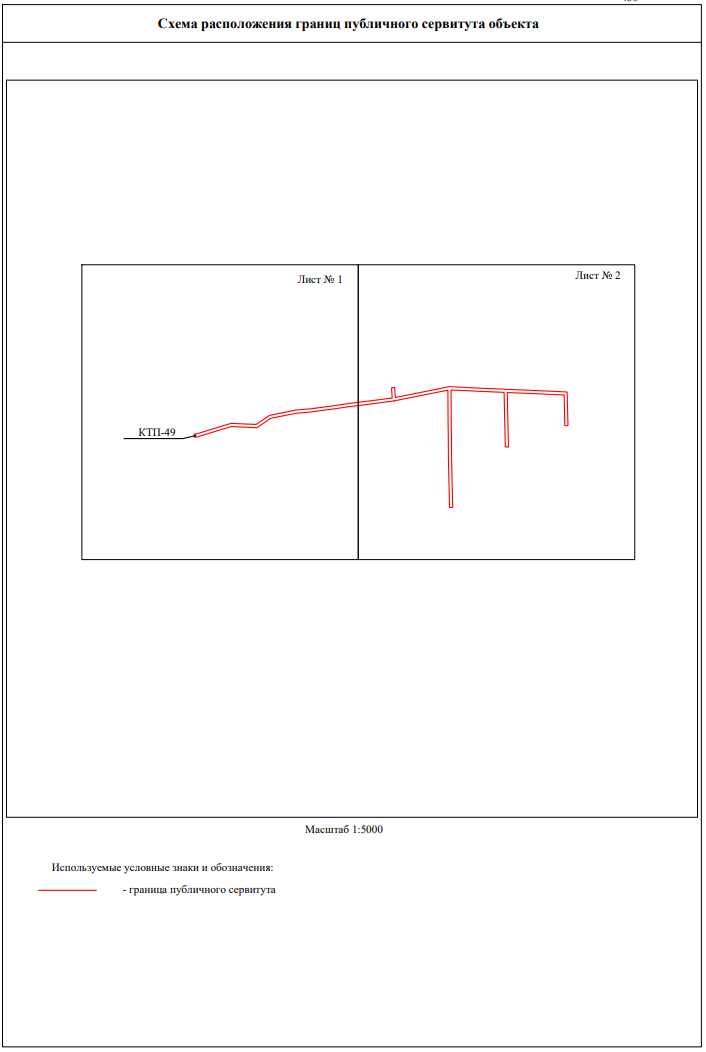 Схема расположения границ публичного сервитута объекта
Лист № 1
Лист № 2
КТП-49
Масштаб 1:5000
Используемые условные знаки и обозначения:
- граница публичного сервитута